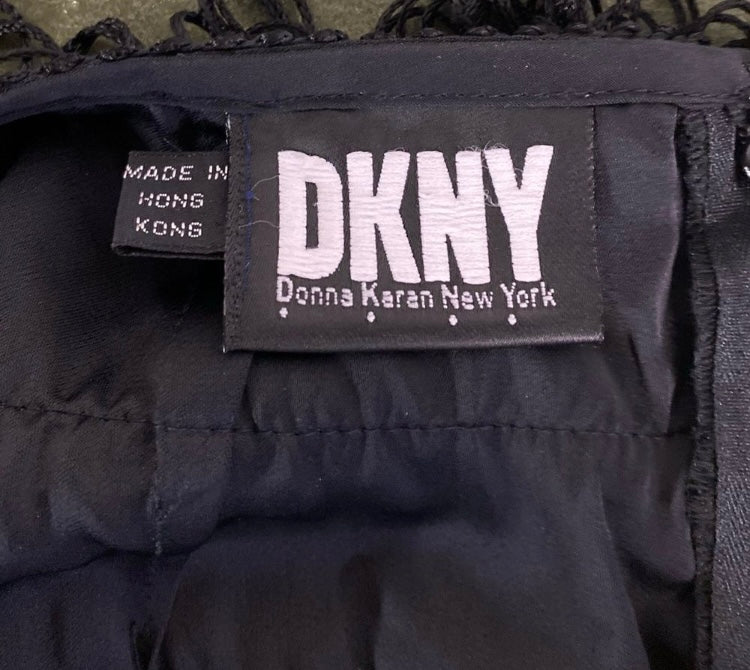 MADE IN
HONG
KONG
DKNY
Donna Karan New York